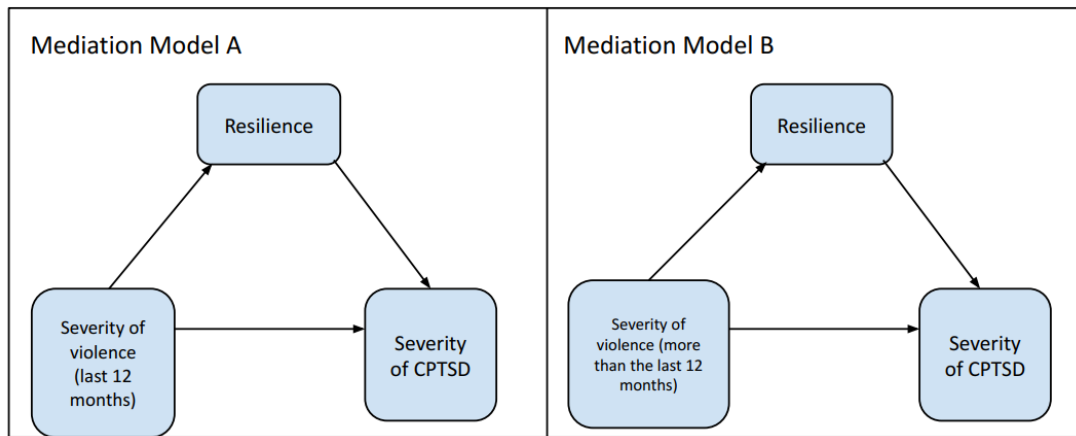 Mediation Model A
Resilience
Severity of
violence
(last 12
months)
Severity
of CPTSD
Mediation Model B
Resilience
Severity of
violence (more
than the last 12
months)
Severity
of CPTSD